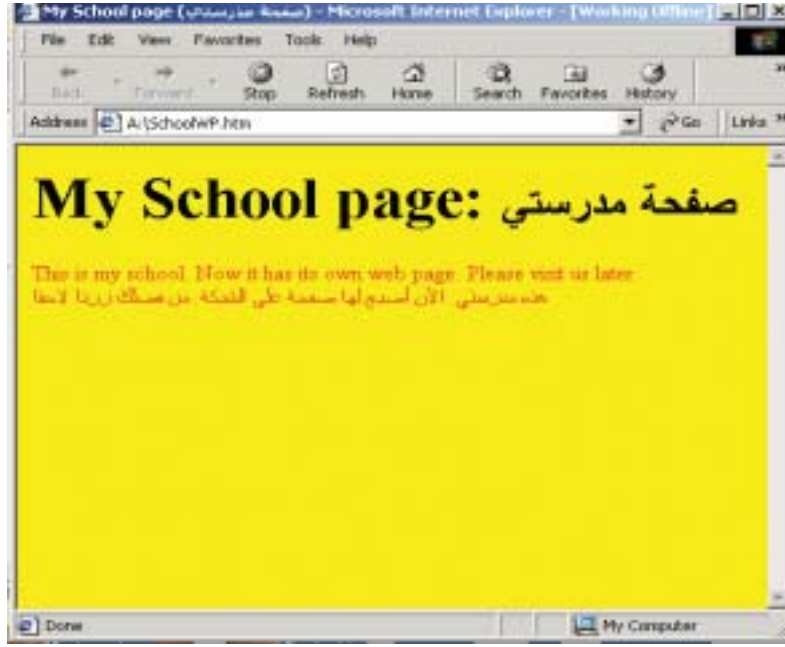 My School page (صفحة مدرستي) - Microsoft Internet Explorer - [Working Offline]
File Edit View Favorites Tools Help
Back Forward Stop Refresh Home Search Favorites History
Address A:\SchoolWP.htm Go Links
My School page: صفحة مدرستي
This is my school. Now it has its own web page. Please visit us later.
هذه مدرستي. الآن أصبح لها صفحة على الشبكة. من فضلك زرنا لاحقا
Done My Computer